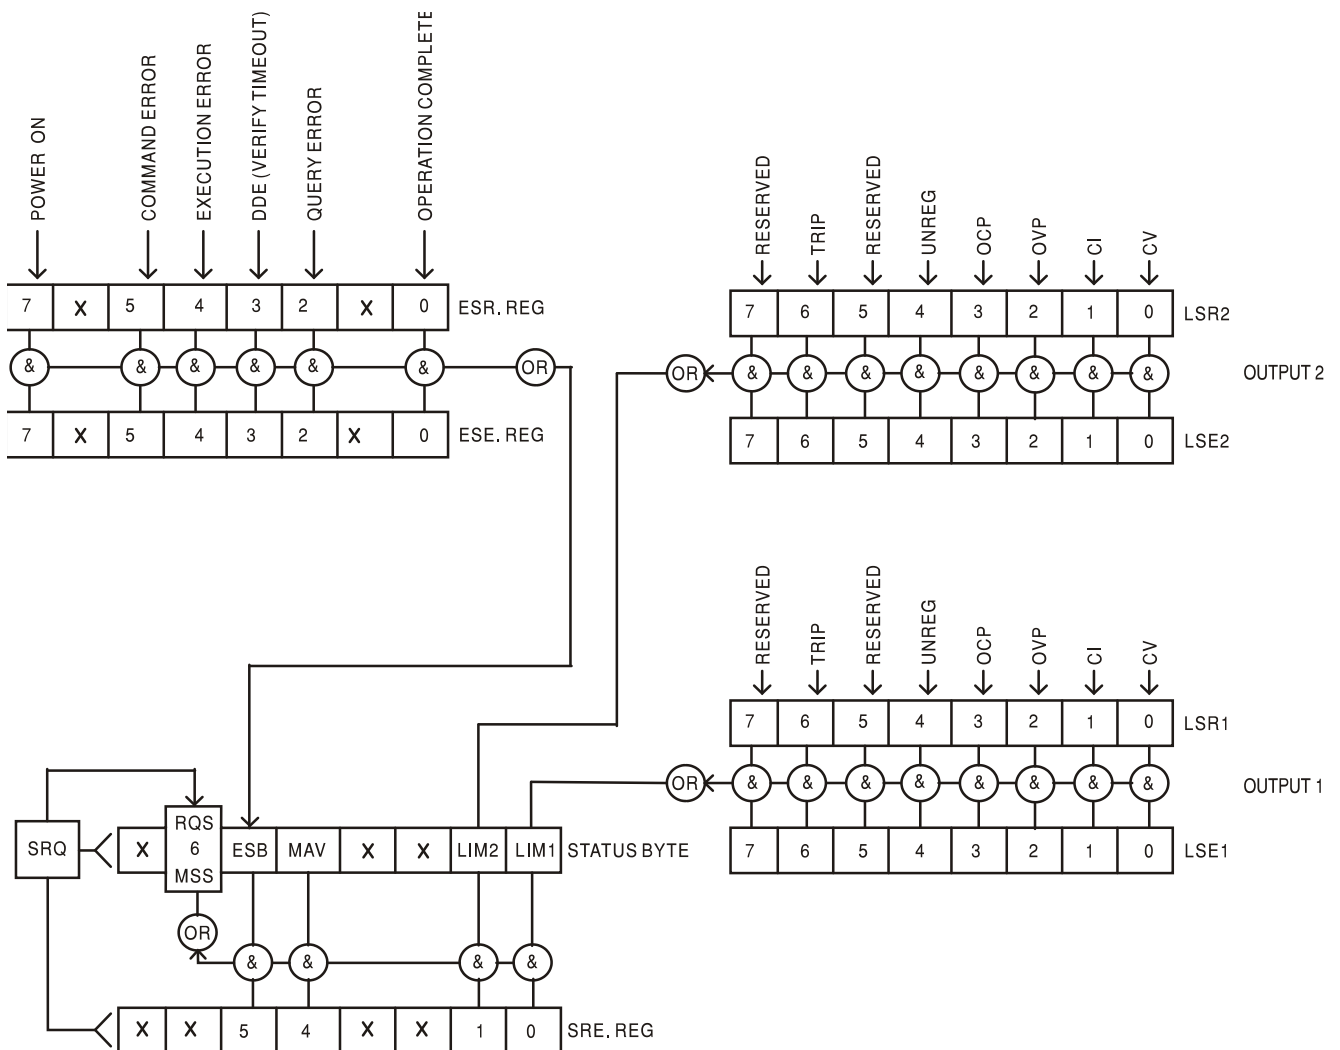 POWER ON
COMMAND ERROR
EXECUTION ERROR
DDE (VERIFY TIMEOUT)
QUERY ERROR
OPERATION COMPLETE
7 X 5 4 3 2 X 0 ESR. REG
& & & & & & OR
7 X 5 4 3 2 X 0 ESE. REG
RESERVED
TRIP
RESERVED
UNREG
OCP
OVP
CI
CV
7 6 5 4 3 2 1 0 LSR2
OR & & & & & & & & OUTPUT 2
7 6 5 4 3 2 1 0 LSE2
RESERVED
TRIP
RESERVED
UNREG
OCP
OVP
CI
CV
7 6 5 4 3 2 1 0 LSR1
OR & & & & & & & & OUTPUT 1
7 6 5 4 3 2 1 0 LSE1
SRQ
X
RQS
6
MSS
ESB MAV X X LIM2 LIM1 STATUS BYTE
OR
& & & &
X X 5 4 X X 1 0 SRE. REG